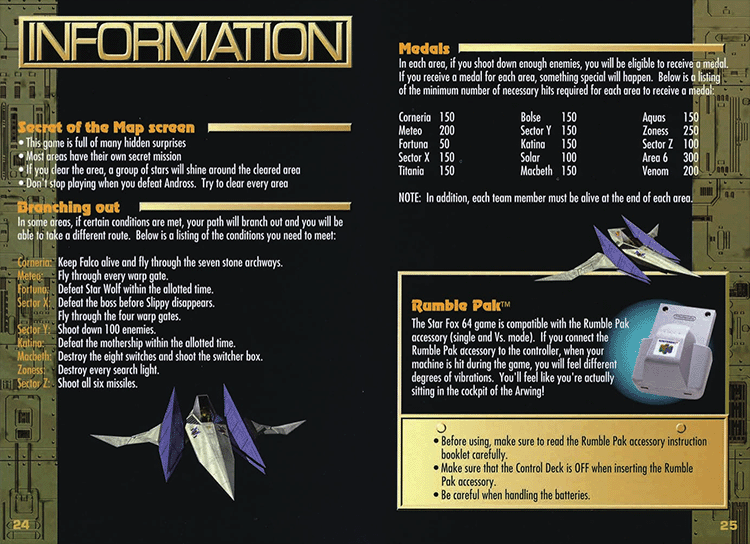 INFORMATION
Secret of the Map screen
• This game is full of many hidden surprises
• Most areas have their own secret mission
• If you clear the area, a group of stars will shine around the cleared area
• Don't stop playing when you defeat Andross. Try to clear every area
Branching out
In some areas, if certain conditions are met, your path will branch out and you will be
able to take a different route. Below is a listing of the conditions you need to meet:
Corneria: Keep Falco alive and fly through the seven stone archways.
Meteo: Fly through every warp gate.
Fortuna: Defeat Star Wolf within the allotted time.
Sector X: Defeat the boss before Slippy disappears.
Fly through the four warp gates.
Sector Y: Shoot down 100 enemies.
Katina: Defeat the mothership within the allotted time.
Macbeth: Destroy the eight switches and shoot the switcher box.
Zoness: Destroy every search light.
Sector Z: Shoot all six missiles.
24
Medals
In each area, if you shoot down enough enemies, you will be eligible to receive a medal.
If you receive a medal for each area, something special will happen. Below is a listing
of the minimum number of necessary hits required for each area to receive a medal:
Corneria 150 Bolse 150 Aquas 150
Meteo 200 Sector Y 150 Zoness 250
Fortuna 50 Katina 150 Sector Z 100
Sector X 150 Solar 100 Area 6 300
Titania 150 Macbeth 150 Venom 200
NOTE: In addition, each team member must be alive at the end of each area.
Rumble Pak™
The Star Fox 64 game is compatible with the Rumble Pak
accessory (single and Vs. mode). If you connect the
Rumble Pak accessory to the controller, when your
machine is hit during the game, you will feel different
degrees of vibrations. You'll feel like you're actually
sitting in the cockpit of the Arwing!
• Before using, make sure to read the Rumble Pak accessory instruction
booklet carefully.
• Make sure that the Control Deck is OFF when inserting the Rumble
Pak accessory.
• Be careful when handling the batteries.
25